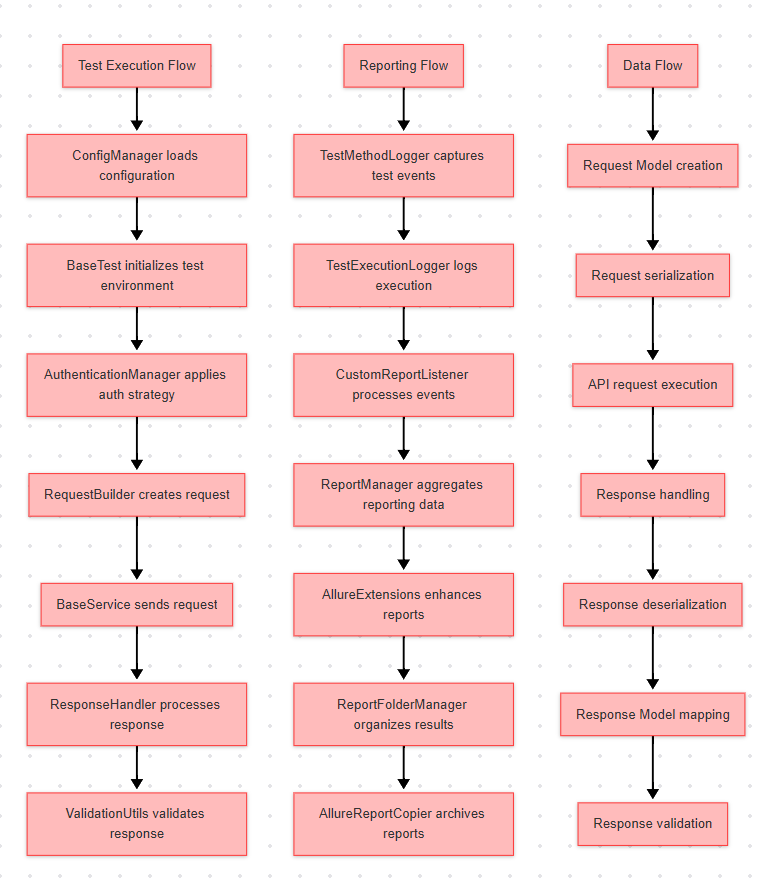 Test Execution Flow
ConfigManager loads
configuration
BaseTest initializes test
environment
AuthenticationManager applies
auth strategy
RequestBuilder creates request
BaseService sends request
ResponseHandler processes
response
ValidationUtils validates
response
Reporting Flow
TestMethodLogger captures
test events
TestExecutionLogger logs
execution
CustomReportListener
processes events
ReportManager aggregates
reporting data
AllureExtensions enhances
reports
ReportFolderManager
organizes results
AllureReportCopier archives
reports
Data Flow
Request Model creation
Request serialization
API request execution
Response handling
Response deserialization
Response Model mapping
Response validation